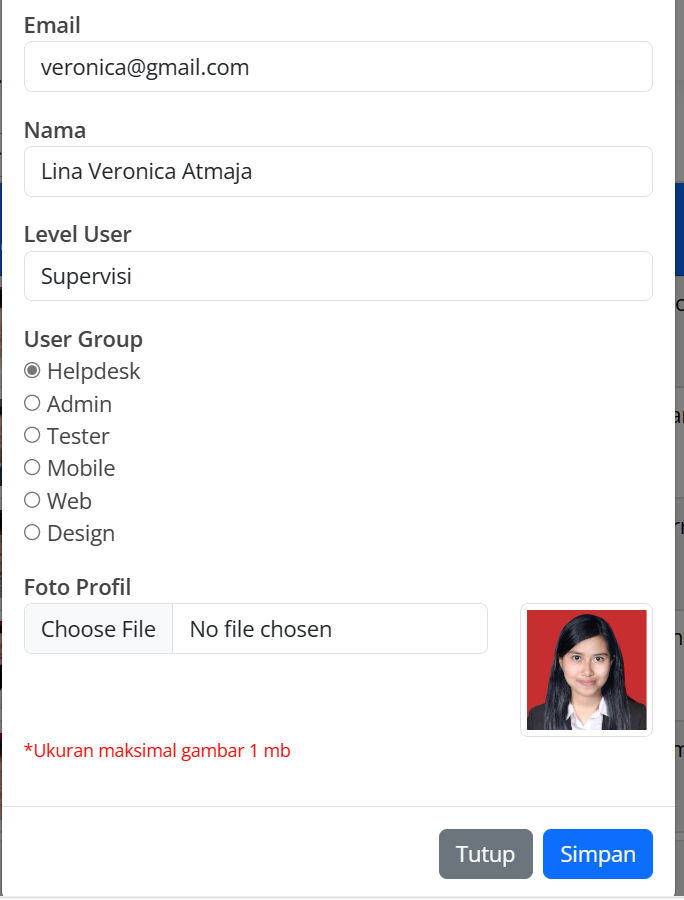 Email
veronica@gmail.com
Nama
Lina Veronica Atmaja
Level User
Supervisi
User Group
Helpdesk
Admin
Tester
Mobile
Web
Design
Foto Profil
Choose File No file chosen
*Ukuran maksimal gambar 1 mb
Tutup Simpan